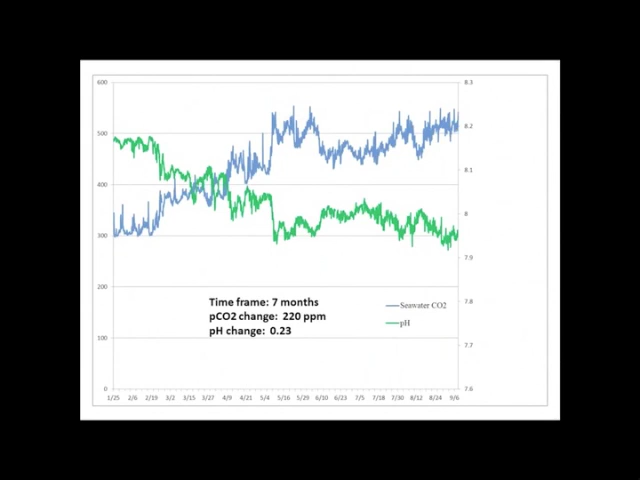 600
500
400
300
200
100
0
8.3
8.2
8.1
8
7.9
7.8
7.7
7.6
Time frame: 7 months
pCO2 change: 220 ppm
pH change: 0.23
Seawater CO2
pH
1/25 2/6 2/19 3/2 3/15 3/27 4/9 4/21 5/4 5/16 5/29 6/10 6/23 7/5 7/18 7/30 8/12 8/24 9/6